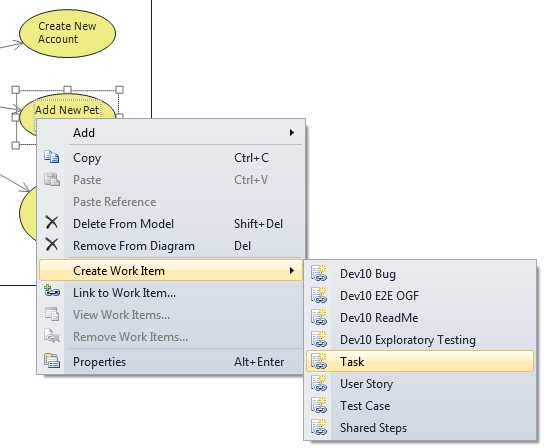 Create New
Account
Add New Pet
Add
Copy Ctrl+C
Paste Ctrl+V
Paste Reference
Delete From Model Shift+Del
Remove From Diagram Del
Create Work Item
Link to Work Item...
View Work Items...
Remove Work Items...
Properties Alt+Enter
Dev10 Bug
Dev10 E2E OGF
Dev10 ReadMe
Dev10 Exploratory Testing
Task
User Story
Test Case
Shared Steps